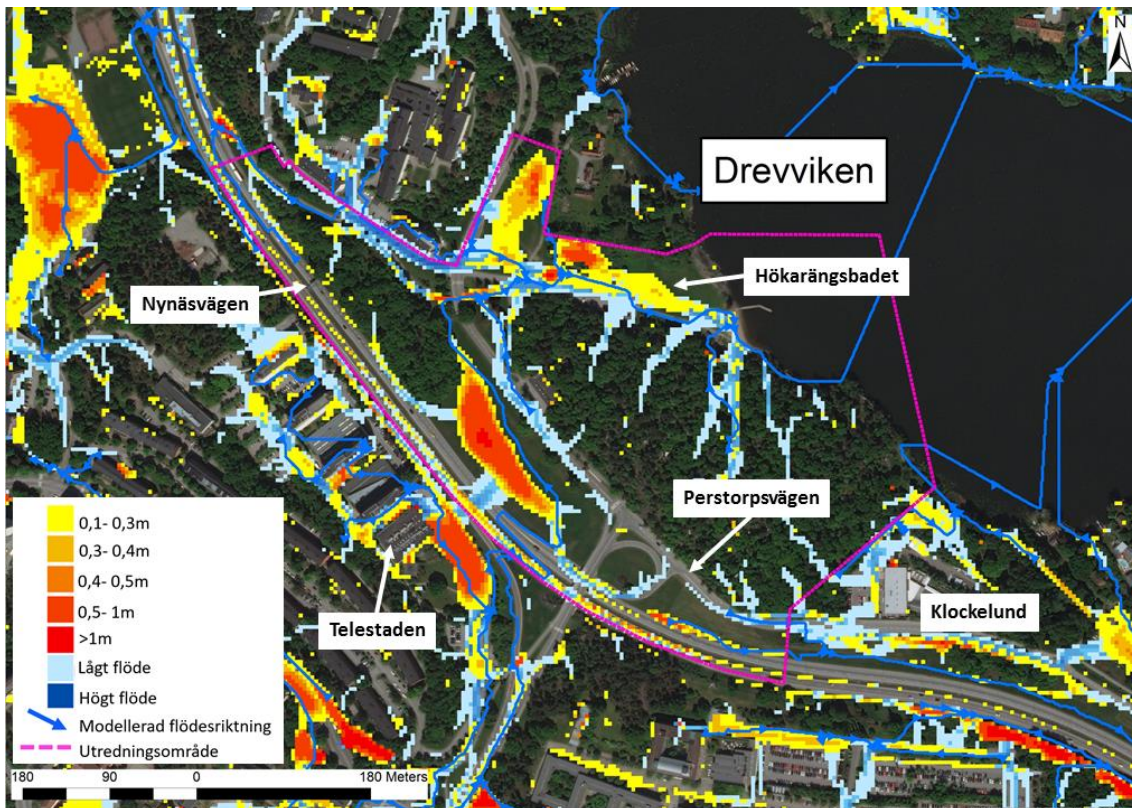 N
Drevviken
Hökarängsbadet
Nynäsvägen
Perstorpsvägen
Klockelund
Telestaden
0,1- 0,3m
0,3- 0,4m
0,4- 0,5m
0,5- 1m
>1m
Lågt flöde
Högt flöde
Modellerad flödesriktning
Utredningsområde
180 90 0 180 Meters